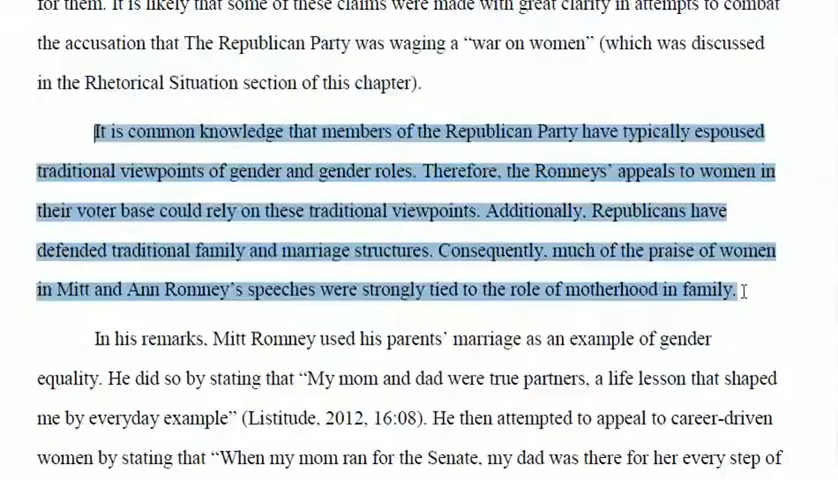 for them. It is likely that some of these claims were made with great clarity in attempts to combat
the accusation that The Republican Party was waging a “war on women” (which was discussed
in the Rhetorical Situation section of this chapter).
It is common knowledge that members of the Republican Party have typically espoused
traditional viewpoints of gender and gender roles. Therefore, the Romneys’ appeals to women in
their voter base could rely on these traditional viewpoints. Additionally, Republicans have
defended traditional family and marriage structures. Consequently, much of the praise of women
in Mitt and Ann Romney’s speeches were strongly tied to the role of motherhood in family.
In his remarks, Mitt Romney used his parents’ marriage as an example of gender
equality. He did so by stating that “My mom and dad were true partners, a life lesson that shaped
me by everyday example” (Listitude, 2012, 16:08). He then attempted to appeal to career-driven
women by stating that “When my mom ran for the Senate, my dad was there for her every step of